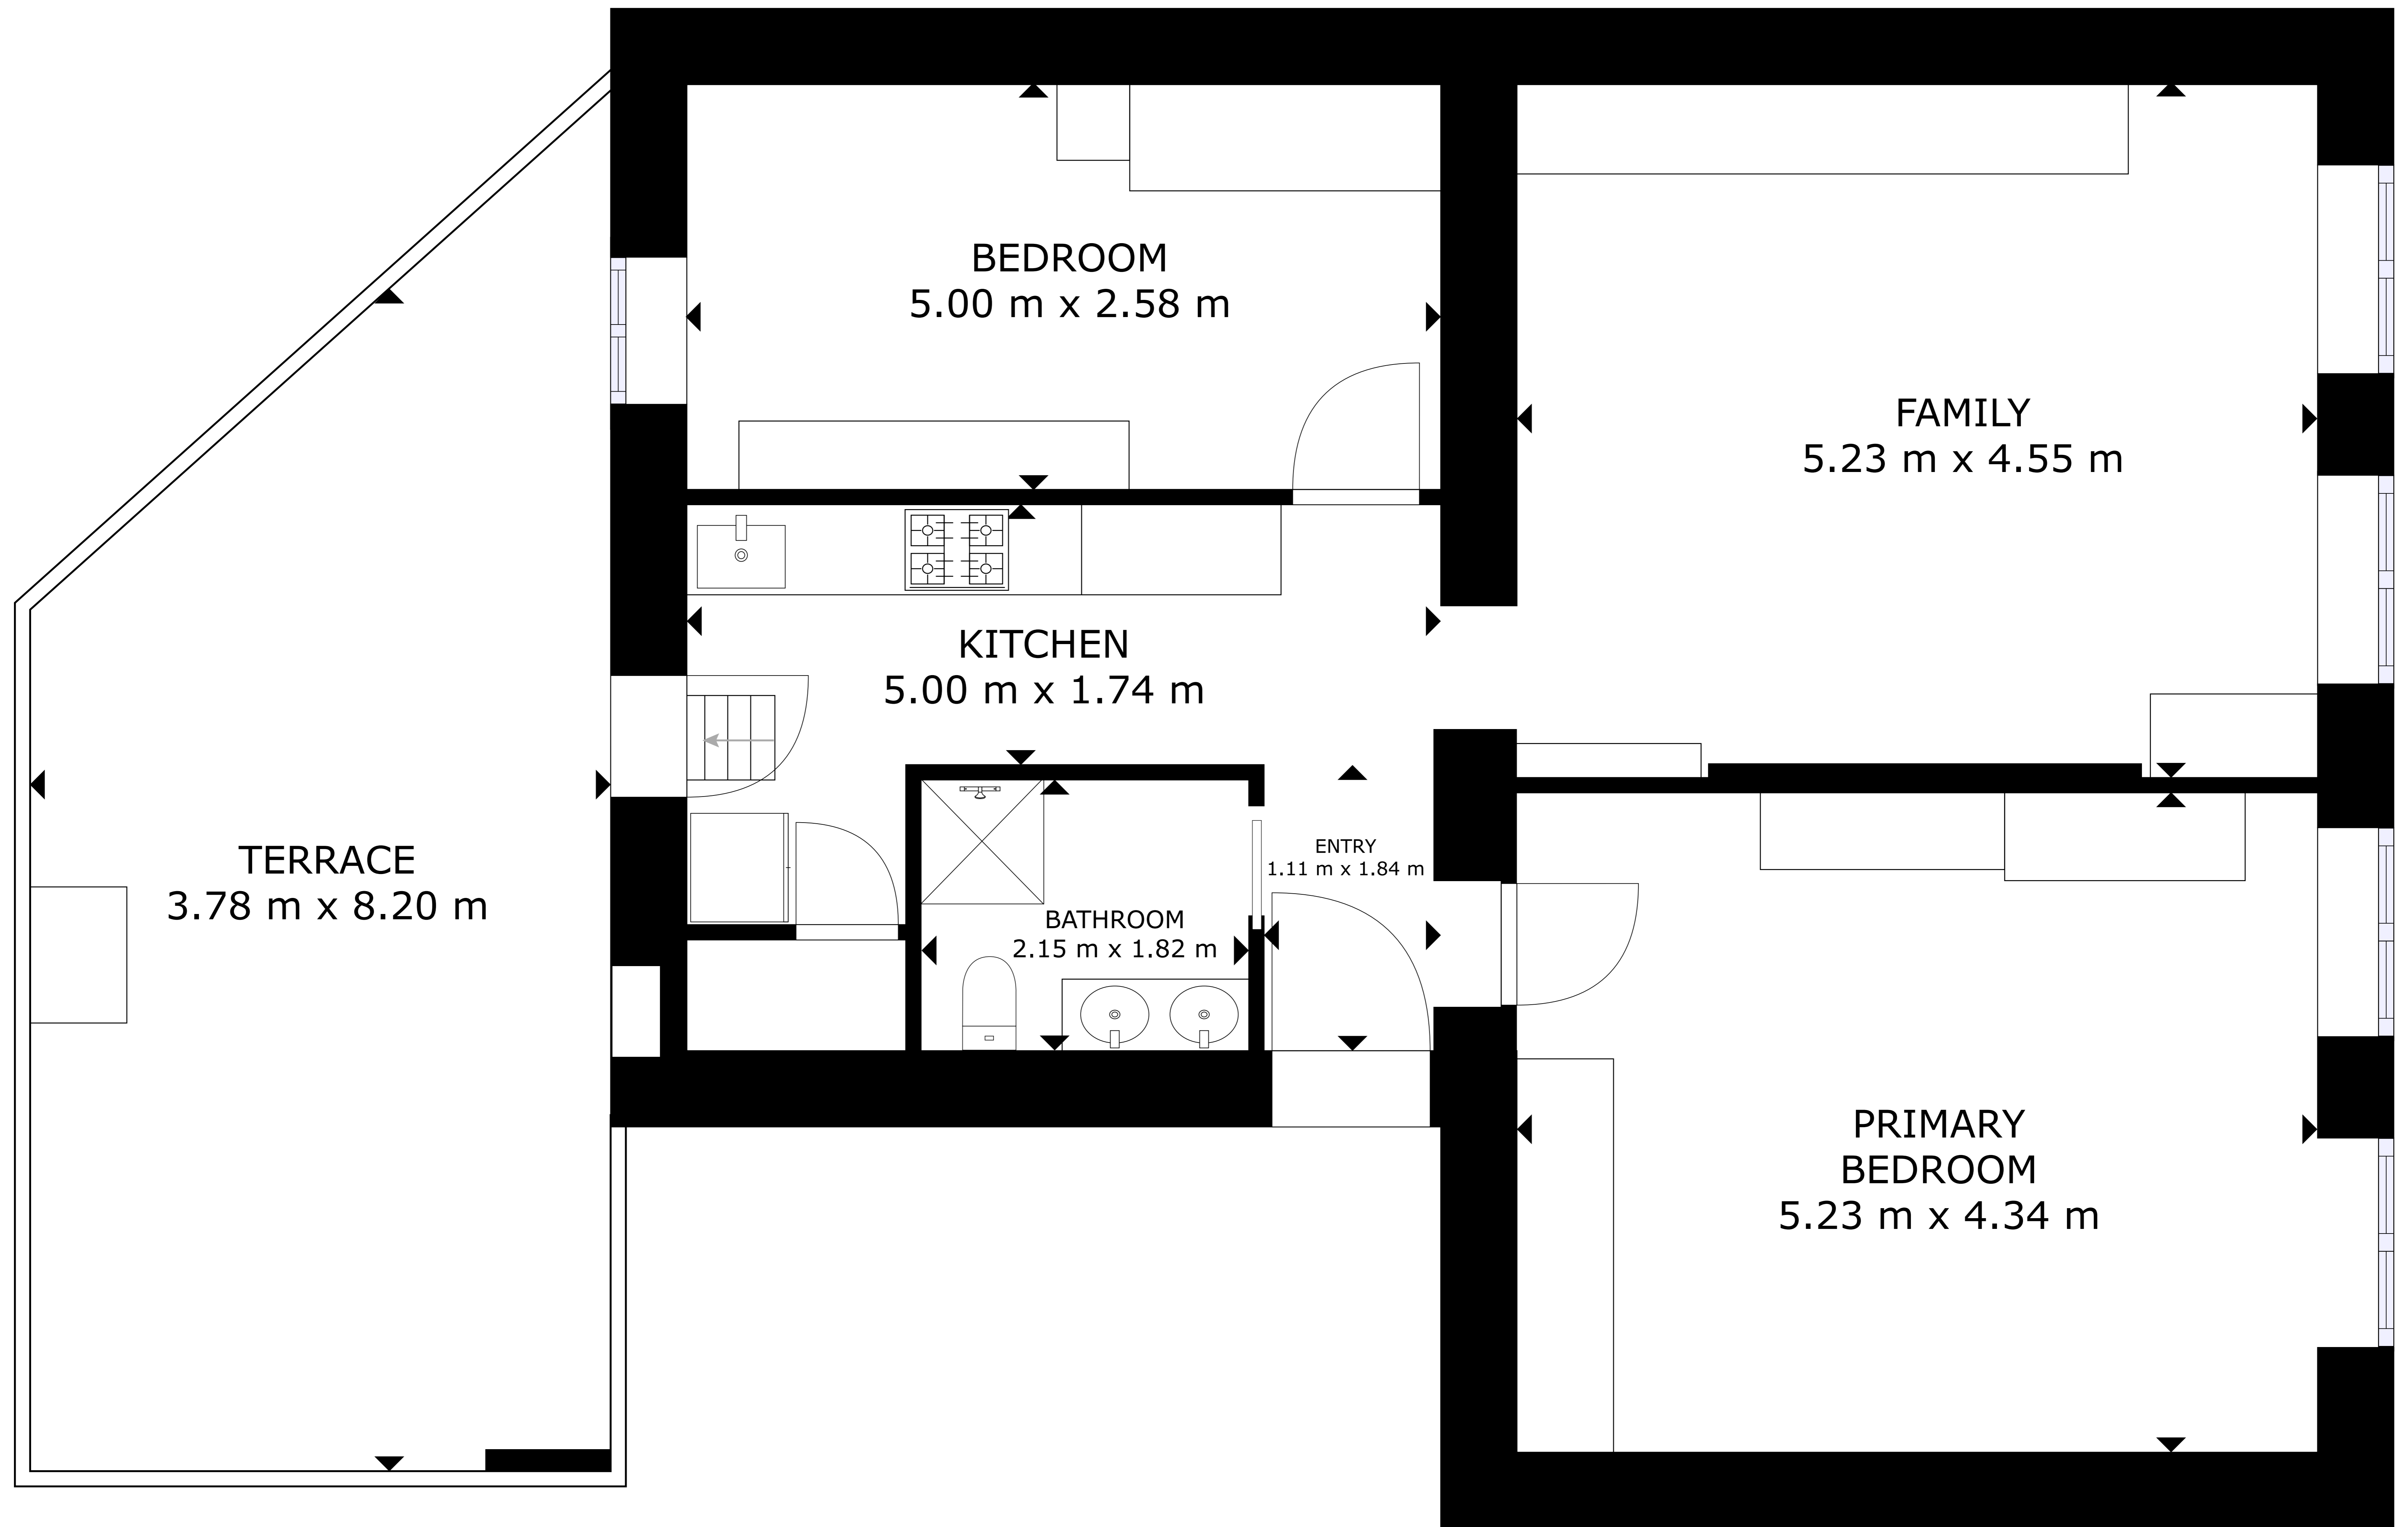 BEDROOM
5.00 m x 2.58 m
FAMILY
5.23 m x 4.55 m
KITCHEN
5.00 m x 1.74 m
TERRACE
3.78 m x 8.20 m
ENTRY
1.11 m x 1.84 m
BATHROOM
2.15 m x 1.82 m
PRIMARY
BEDROOM
5.23 m x 4.34 m